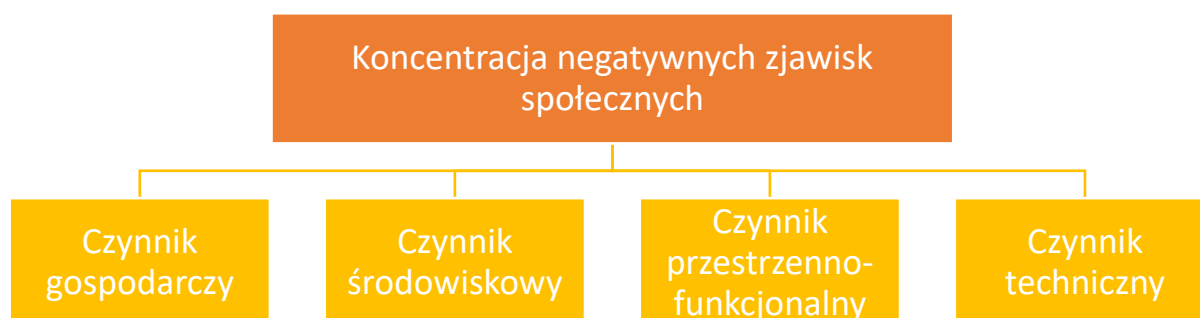 Koncentracja negatywnych zjawisk
społecznych
Czynnik
gospodarczy
Czynnik
środowiskowy
Czynnik
przestrzenno-
funkcjonalny
Czynnik
techniczny